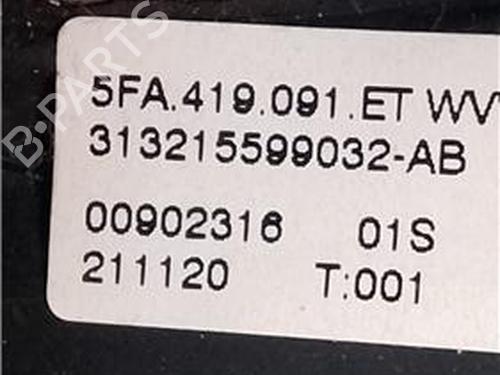 5FA.419.091.ET WV
313215599032-AB
00902316 01S
211120 T:001
B-PARTS